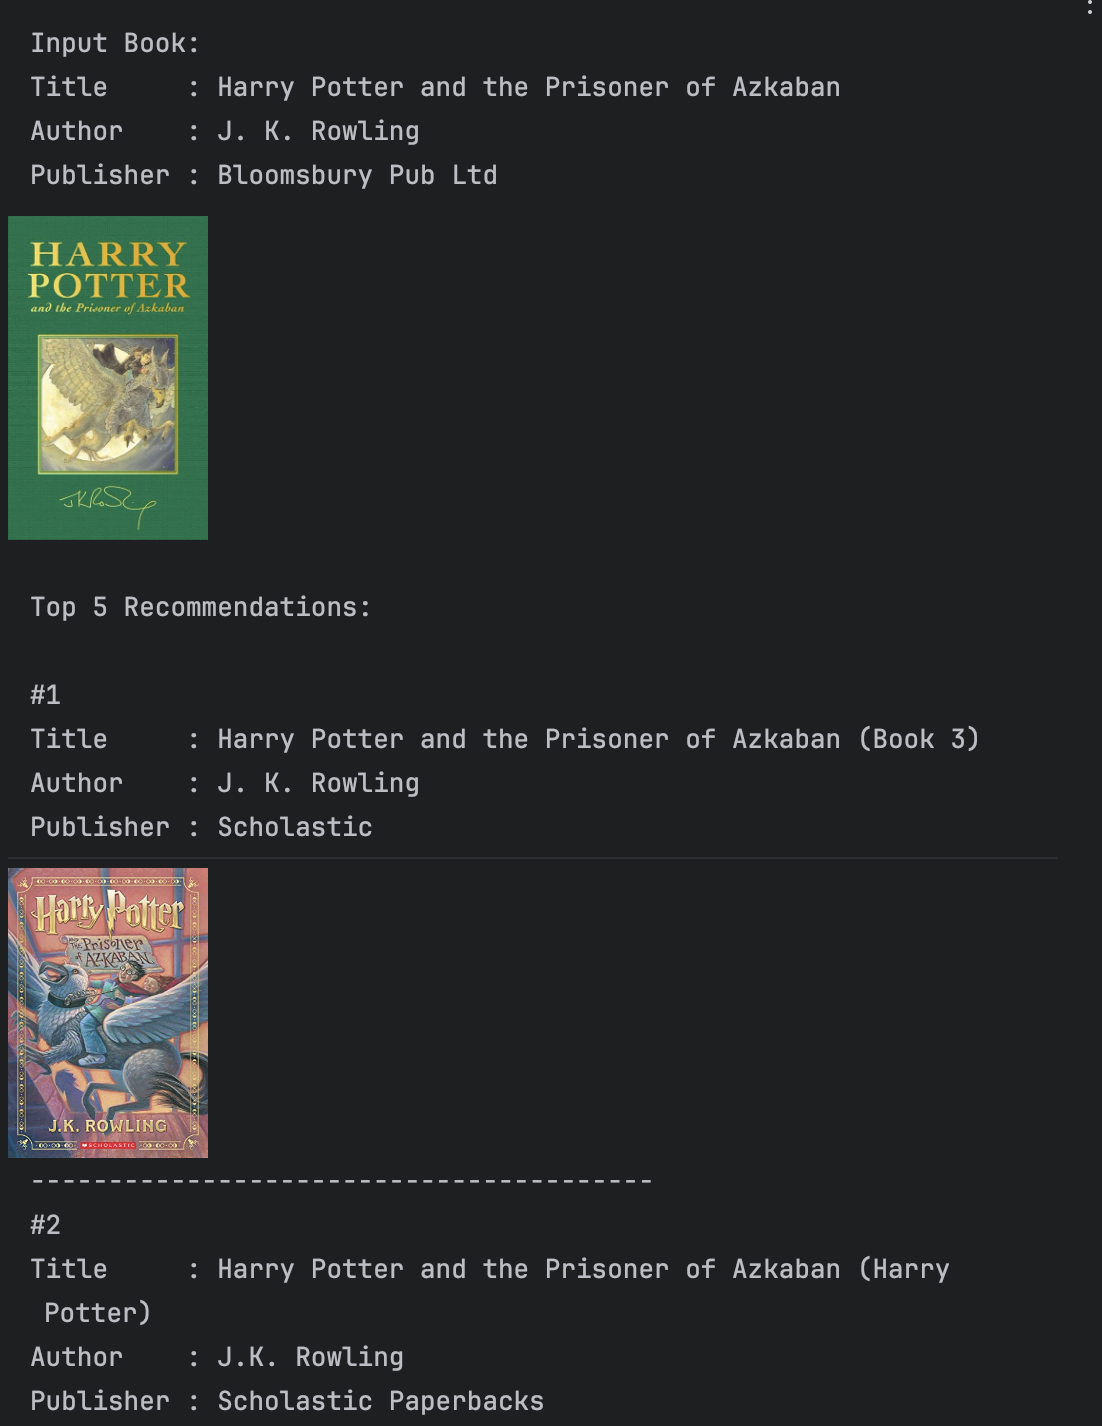 Input Book:
Title     : Harry Potter and the Prisoner of Azkaban
Author    : J. K. Rowling
Publisher : Bloomsbury Pub Ltd
HARRY
POTTER
and the Prisoner of Azkaban
JKRowling
Top 5 Recommendations:
#1
Title     : Harry Potter and the Prisoner of Azkaban (Book 3)
Author    : J. K. Rowling
Publisher : Scholastic
Harry Potter
AND THE Prisoner
of AZKABAN
J.K. ROWLING
SCHOLASTIC
----------------------------------------
#2
Title     : Harry Potter and the Prisoner of Azkaban (Harry
Potter)
Author    : J.K. Rowling
Publisher : Scholastic Paperbacks